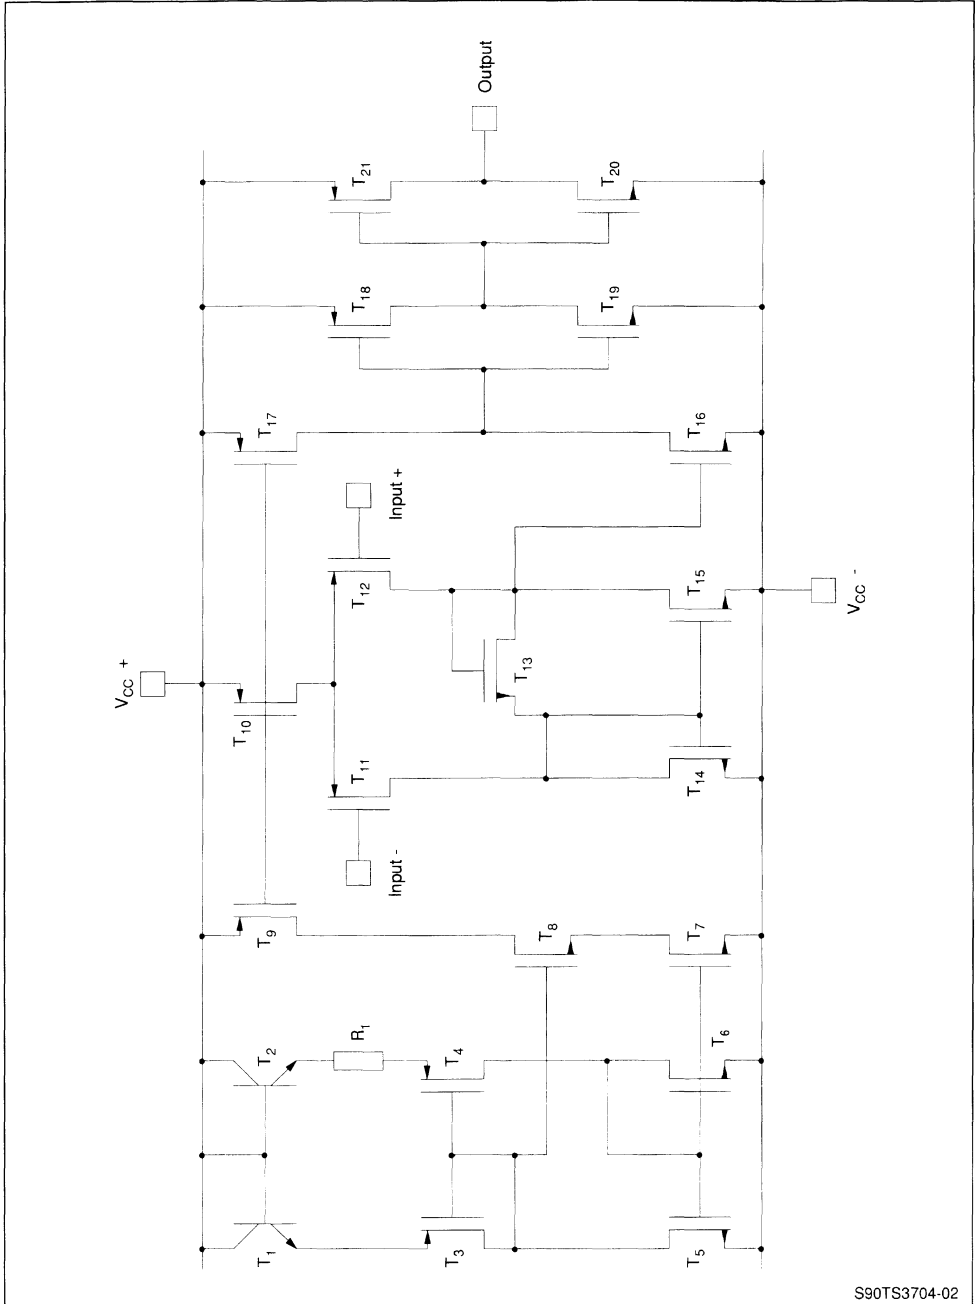 VCC +
Output
T1
T2
R1
T3
T4
T5
T6
T7
T8
T9
T10
T11
T12
T13
T14
T15
T16
T17
T18
T19
T20
T21
Input -
Input +
VCC -
S90TS3704-02